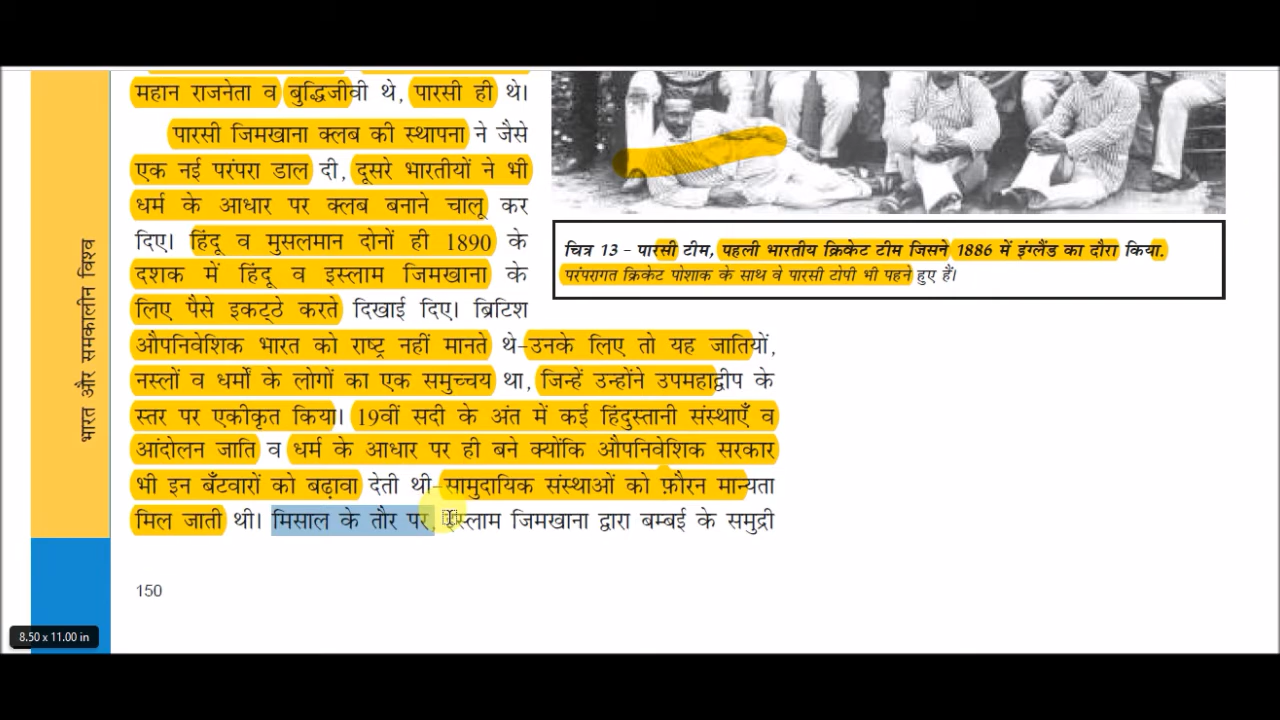 महान राजनेता व बुद्धिजीवी थे, पारसी ही थे।
पारसी जिमखाना क्लब की स्थापना ने जैसे
एक नई परंपरा डाल दी, दूसरे भारतीयों ने भी
धर्म के आधार पर क्लब बनाने चालू कर
दिए। हिंदू व मुसलमान दोनों ही 1890 के
दशक में हिंदू व इस्लाम जिमखाना के
लिए पैसे इकट्ठे करते दिखाई दिए। ब्रिटिश
औपनिवेशिक भारत को राष्ट्र नहीं मानते थे–उनके लिए तो यह जातियों,
नस्लों व धर्मों के लोगों का एक समुच्चय था, जिन्हें उन्होंने उपमहाद्वीप के
स्तर पर एकीकृत किया। 19वीं सदी के अंत में कई हिंदुस्तानी संस्थाएँ व
आंदोलन जाति व धर्म के आधार पर ही बने क्योंकि औपनिवेशिक सरकार
भी इन बँटवारों को बढ़ावा देती थी–सामुदायिक संस्थाओं को फ़ौरन मान्यता
मिल जाती थी। मिसाल के तौर पर, इस्लाम जिमखाना द्वारा बम्बई के समुद्री
चित्र 13 – पारसी टीम, पहली भारतीय क्रिकेट टीम जिसने 1886 में इंग्लैंड का दौरा किया.
परंपरागत क्रिकेट पोशाक के साथ वे पारसी टोपी भी पहने हुए हैं।
भारत और समकालीन विश्व
150
8.50 x 11.00 in